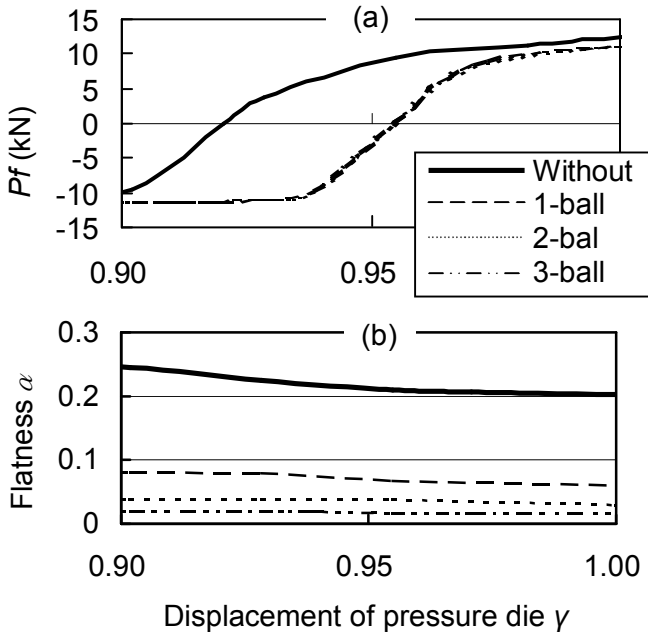 (a)
15
10
5
0
-5
-10
-15
Pf (kN)
0.90
0.95
Without
1-ball
2-bal
3-ball
(b)
0.3
0.2
0.1
0
Flatness α
0.90
0.95
1.00
Displacement of pressure die γ